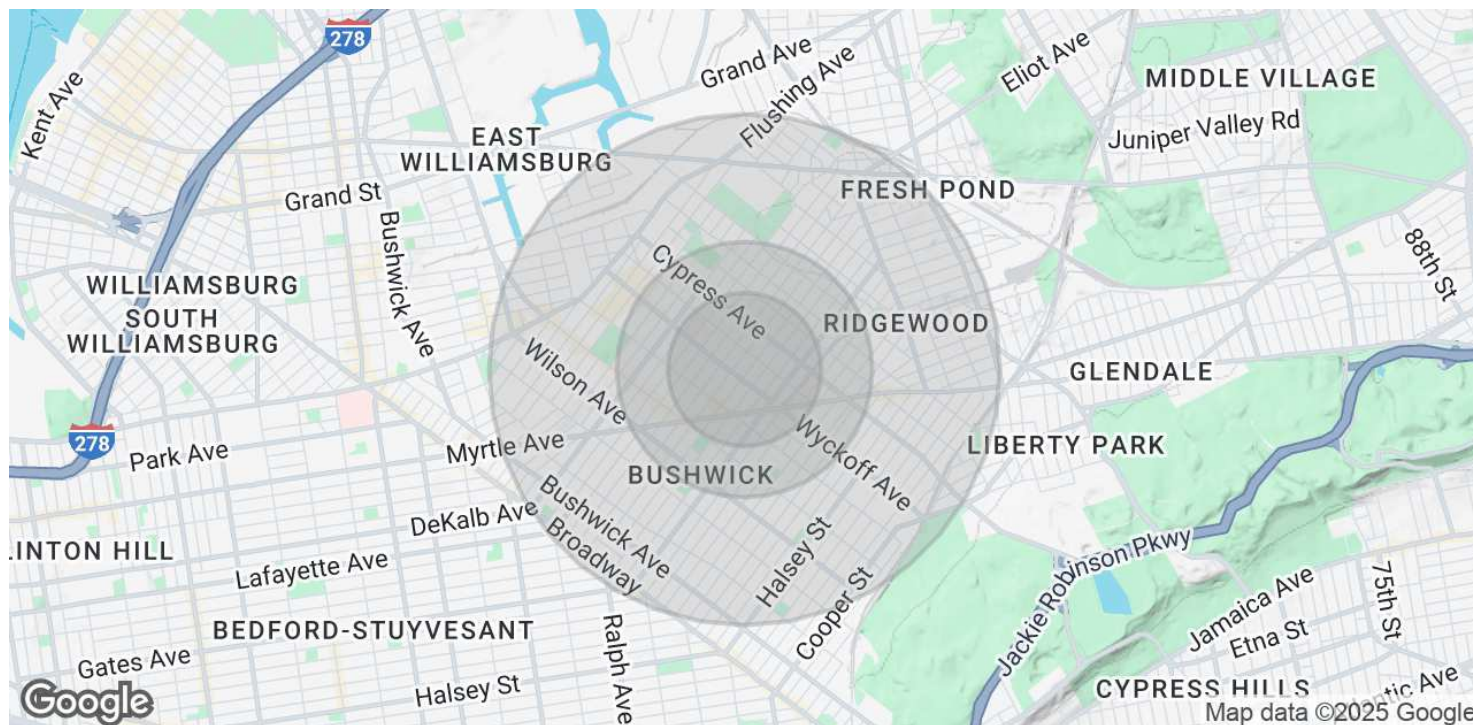 278
Kent Ave
Grand Ave
Flushing Ave
Eliot Ave
MIDDLE VILLAGE
Juniper Valley Rd
EAST
WILLIAMSBURG
Grand St
Bushwick Ave
FRESH POND
88th St
WILLIAMSBURG
SOUTH
WILLIAMSBURG
Cypress Ave
RIDGEWOOD
Wilson Ave
GLENDALE
278
Park Ave
Myrtle Ave
Wyckoff Ave
LIBERTY PARK
BUSHWICK
DeKalb Ave
Bushwick Ave
Broadway
Halsey St
LINTON HILL
Lafayette Ave
Cooper St
Jackie Robinson Pkwy
Jamaica Ave
75th St
BEDFORD-STUYVESANT
Ralph Ave
Etna St
Gates Ave
Halsey St
CYPRESS HILLS
ntic Ave
Google
Map data ©2025 Google